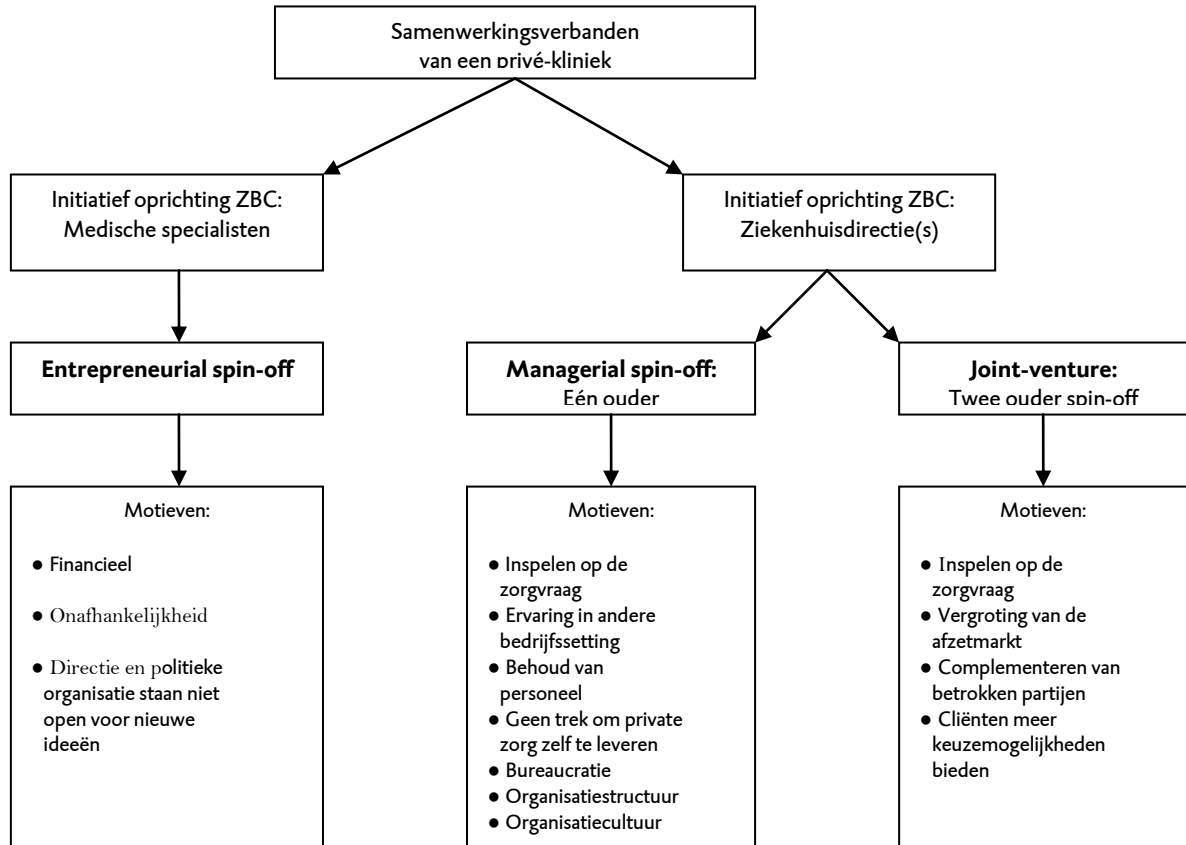 Samenwerkingsverbanden
van een privé-kliniek
Initiatief oprichting ZBC:
Medische specialisten
Initiatief oprichting ZBC:
Ziekenhuisdirectie(s)
Entrepreneurial spin-off
Managerial spin-off:
Eén ouder
Joint-venture:
Twee ouder spin-off
Motieven:
● Financieel
● Onafhankelijkheid
● Directie en politieke
organisatie staan niet
open voor nieuwe
ideeën
Motieven:
● Inspelen op de
zorgvraag
● Ervaring in andere
bedrijfssetting
● Behoud van
personeel
● Geen trek om private
zorg zelf te leveren
● Bureaucratie
● Organisatiestructuur
● Organisatiecultuur
Motieven:
● Inspelen op de
zorgvraag
● Vergroting van de
afzetmarkt
● Complementeren van
betrokken partijen
● Cliënten meer
keuzemogelijkheden
bieden